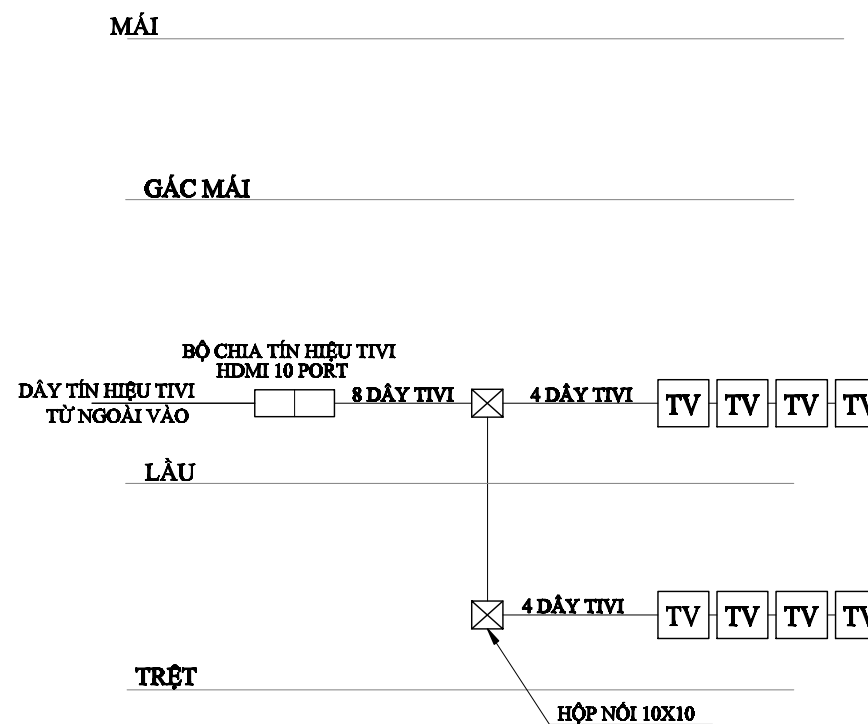 MÁI
GÁC MÁI
BỘ CHIA TÍN HIỆU TIVI
HDMI 10 PORT
DÂY TÍN HIỆU TIVI
TỪ NGOÀI VÀO
8 DÂY TIVI
4 DÂY TIVI
TV TV TV TV
LẦU
4 DÂY TIVI
TV TV TV TV
TRỆT
HỘP NỐI 10X10